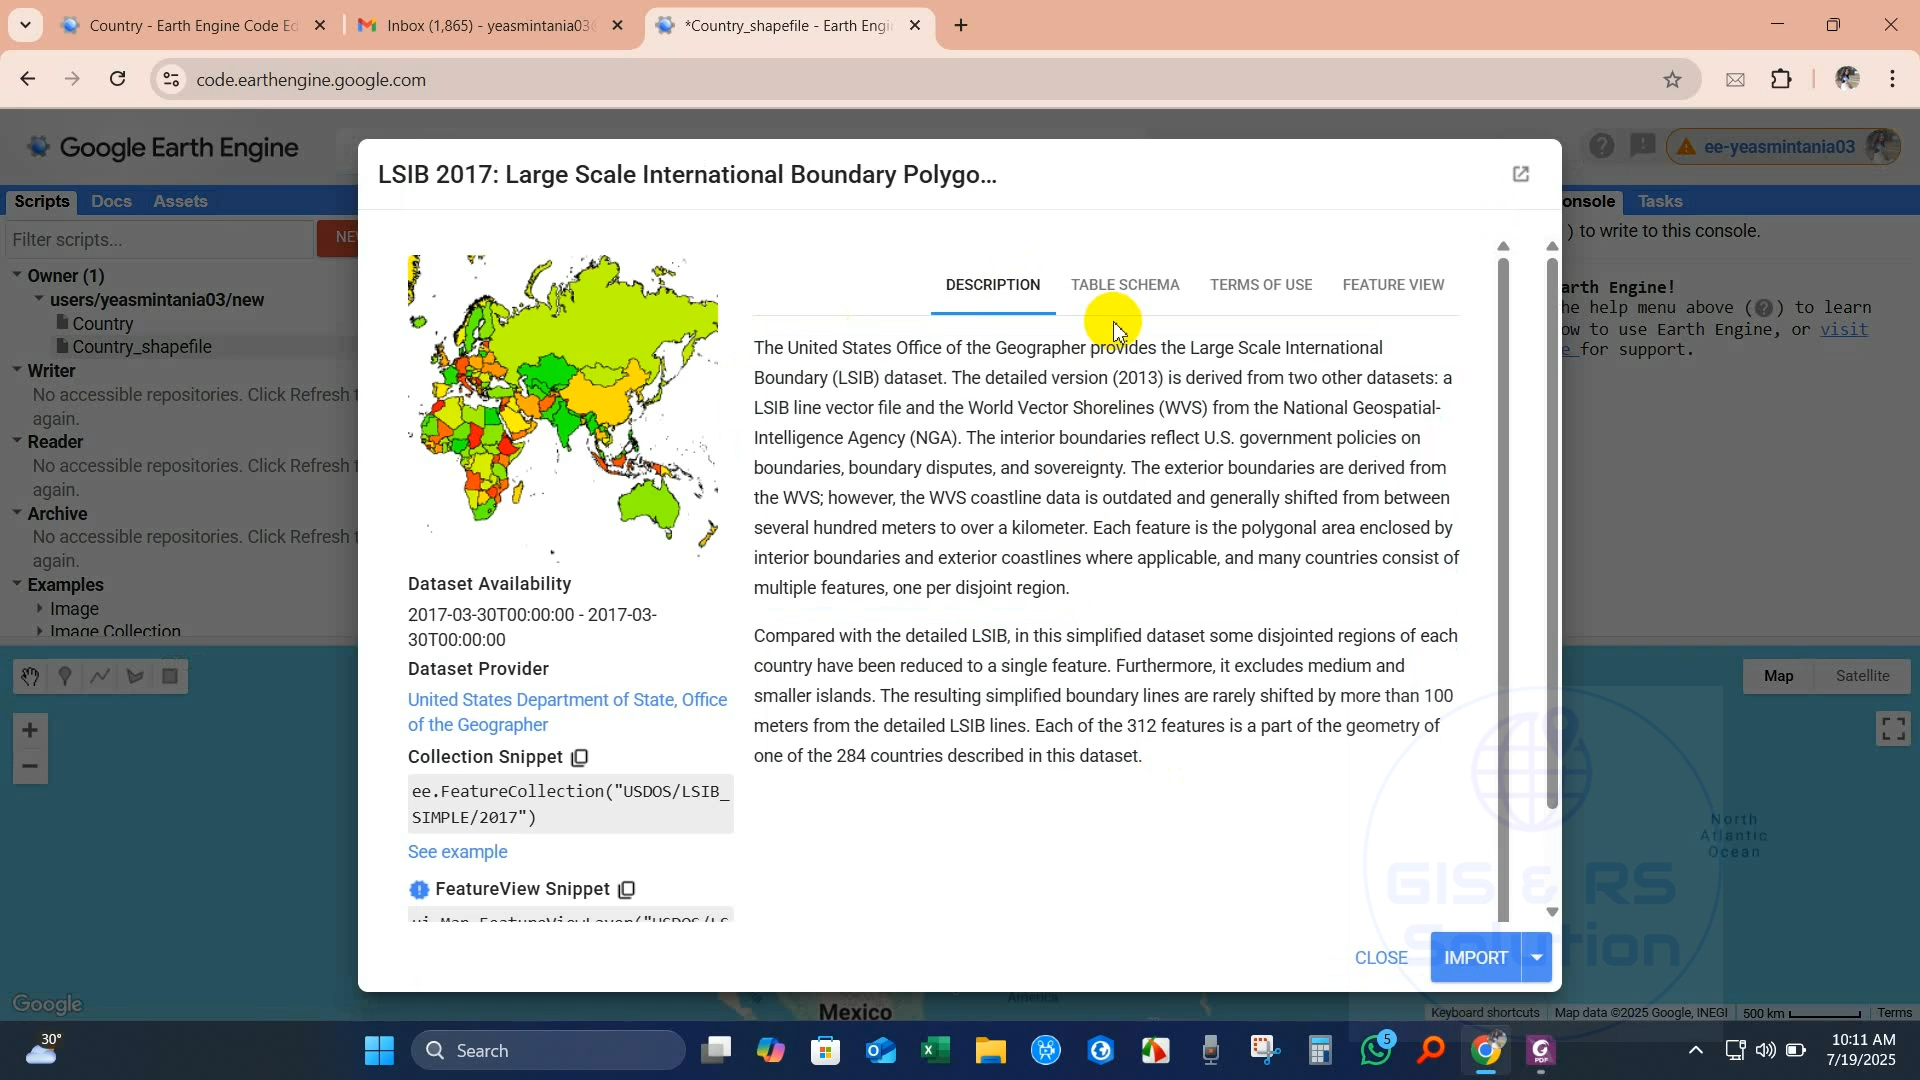 Country - Earth Engine Code Ed
Inbox (1,865) - yeasmintania03
*Country_shapefile - Earth Engi
code.earthengine.google.com
Google Earth Engine
ee-yeasmintania03
LSIB 2017: Large Scale International Boundary Polygo...
Scripts
Docs
Assets
onsole
Tasks
Filter scripts...
NE
) to write to this console.
Owner (1)
users/yeasmintania03/new
Country
Country_shapefile
Writer
No accessible repositories. Click Refresh t
again.
Reader
No accessible repositories. Click Refresh t
again.
Archive
No accessible repositories. Click Refresh t
again.
Examples
Image
Image Collection
arth Engine!
he help menu above ( ) to learn
ow to use Earth Engine, or visit
e for support.
DESCRIPTION
TABLE SCHEMA
TERMS OF USE
FEATURE VIEW
The United States Office of the Geographer provides the Large Scale International
Boundary (LSIB) dataset. The detailed version (2013) is derived from two other datasets: a
LSIB line vector file and the World Vector Shorelines (WVS) from the National Geospatial-
Intelligence Agency (NGA). The interior boundaries reflect U.S. government policies on
boundaries, boundary disputes, and sovereignty. The exterior boundaries are derived from
the WVS; however, the WVS coastline data is outdated and generally shifted from between
several hundred meters to over a kilometer. Each feature is the polygonal area enclosed by
interior boundaries and exterior coastlines where applicable, and many countries consist of
multiple features, one per disjoint region.
Compared with the detailed LSIB, in this simplified dataset some disjointed regions of each
country have been reduced to a single feature. Furthermore, it excludes medium and
smaller islands. The resulting simplified boundary lines are rarely shifted by more than 100
meters from the detailed LSIB lines. Each of the 312 features is a part of the geometry of
one of the 284 countries described in this dataset.
Dataset Availability
2017-03-30T00:00:00 - 2017-03-
30T00:00:00
Dataset Provider
United States Department of State, Office
of the Geographer
Collection Snippet
ee.FeatureCollection("USDOS/LSIB_
SIMPLE/2017")
See example
FeatureView Snippet
CLOSE
IMPORT
Map
Satellite
North
Atlantic
Ocean
GIS & RS
Solution
Google
Mexico
America
Keyboard shortcuts
Map data ©2025 Google, INEGI
500 km
Terms
30°
Search
5
10:11 AM
7/19/2025